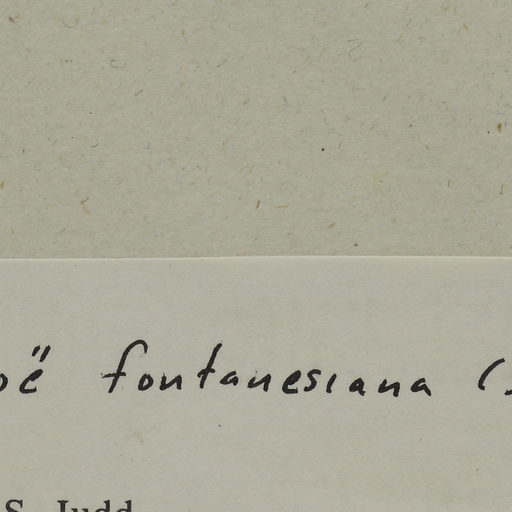 oë fontanesiana (
S. Judd